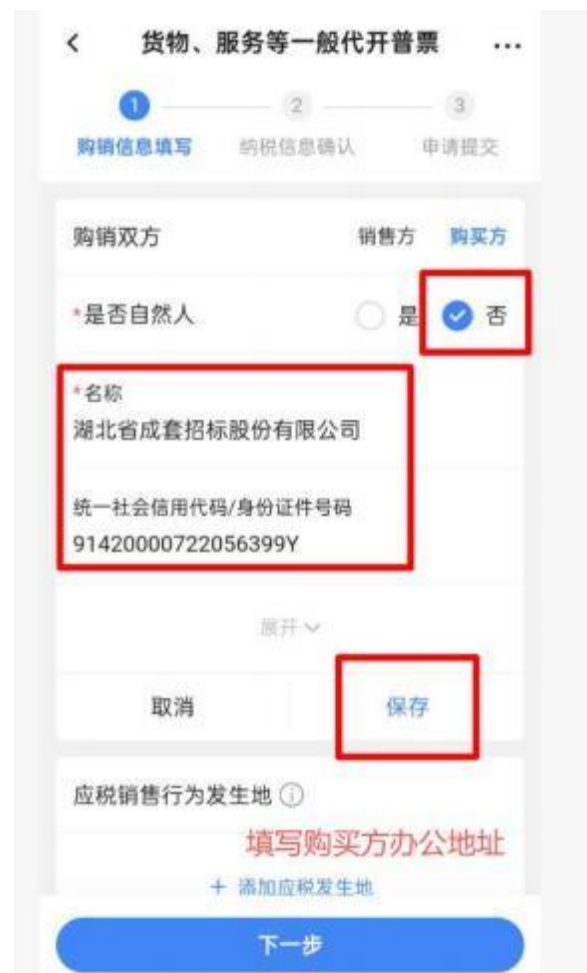 < 货物、服务等一般代开普票 ...
1 2 3
购销信息填写 纳税信息确认 申请提交
购销双方 销售方 购买方
*是否自然人 是 否
*名称
湖北省成套招标股份有限公司
统一社会信用代码/身份证件号码
91420000722056399Y
展开
取消 保存
应税销售行为发生地
填写购买方办公地址
+ 添加应税发生地
下一步